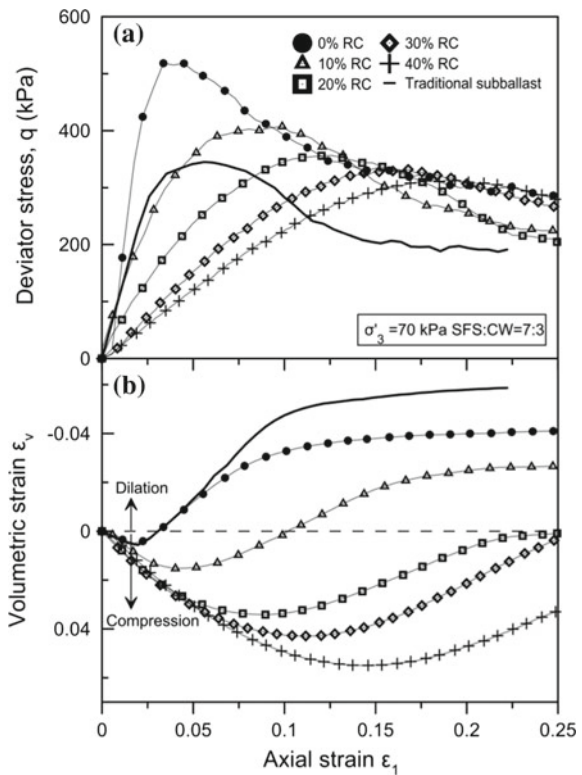 600
(a)
0% RC
30% RC
10% RC
40% RC
20% RC
Traditional subballast
400
Deviator stress, q (kPa)
200
σ'3 =70 kPa SFS:CW=7:3
0
(b)
-0.04
Volumetric strain εv
Dilation
0
Compression
0.04
0 0.05 0.1 0.15 0.2 0.25
Axial strain ε1